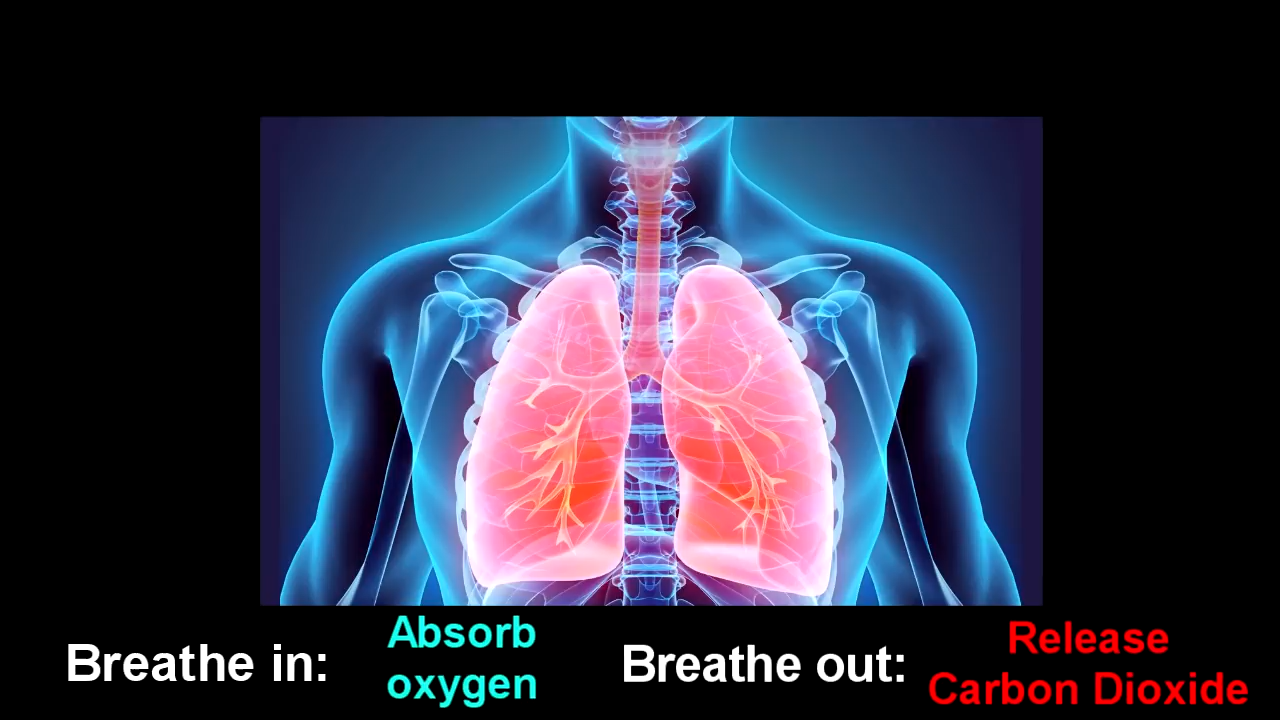 Breathe in:
Absorb
oxygen
Breathe out:
Release
Carbon Dioxide